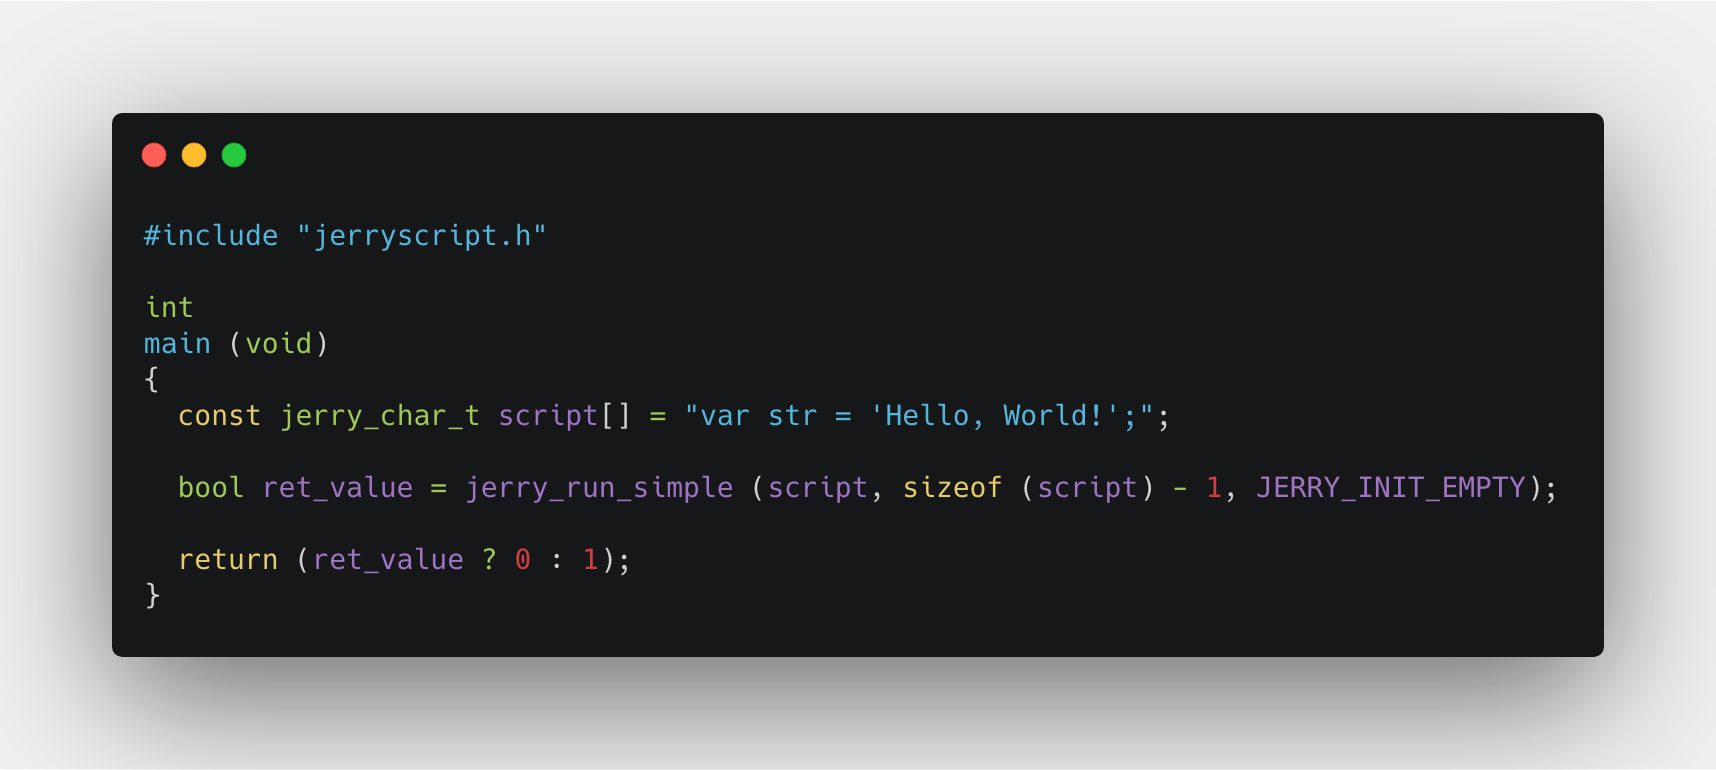 #include "jerryscript.h"
int
main (void)
{
  const jerry_char_t script[] = "var str = 'Hello, World!';";
  bool ret_value = jerry_run_simple (script, sizeof (script) - 1, JERRY_INIT_EMPTY);
  return (ret_value ? 0 : 1);
}